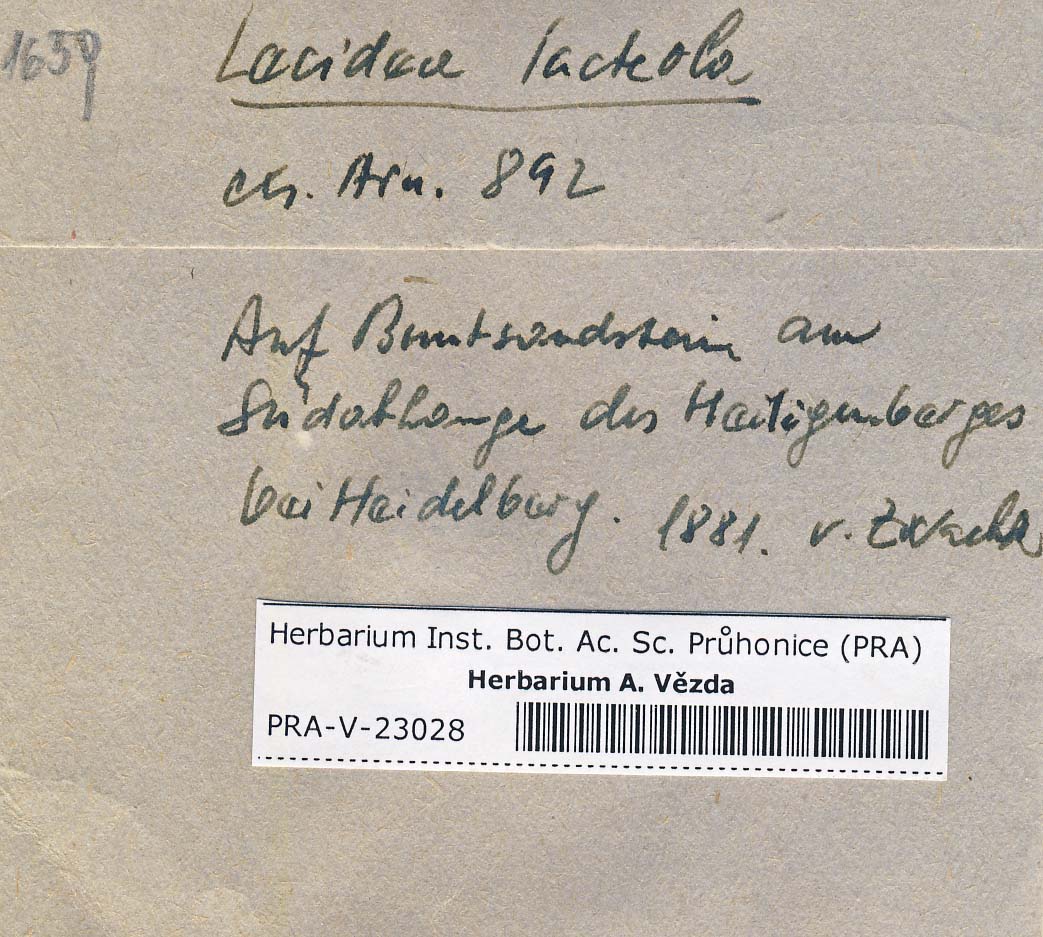 1659
Lecidea lacteola
exs. Arn. 892
Auf Buntsandstein am
Südabhange des Heiligenberges
bei Heidelberg. 1881. v. Zwackh
Herbarium Inst. Bot. Ac. Sc. Průhonice (PRA)
Herbarium A. Vězda
PRA-V-23028